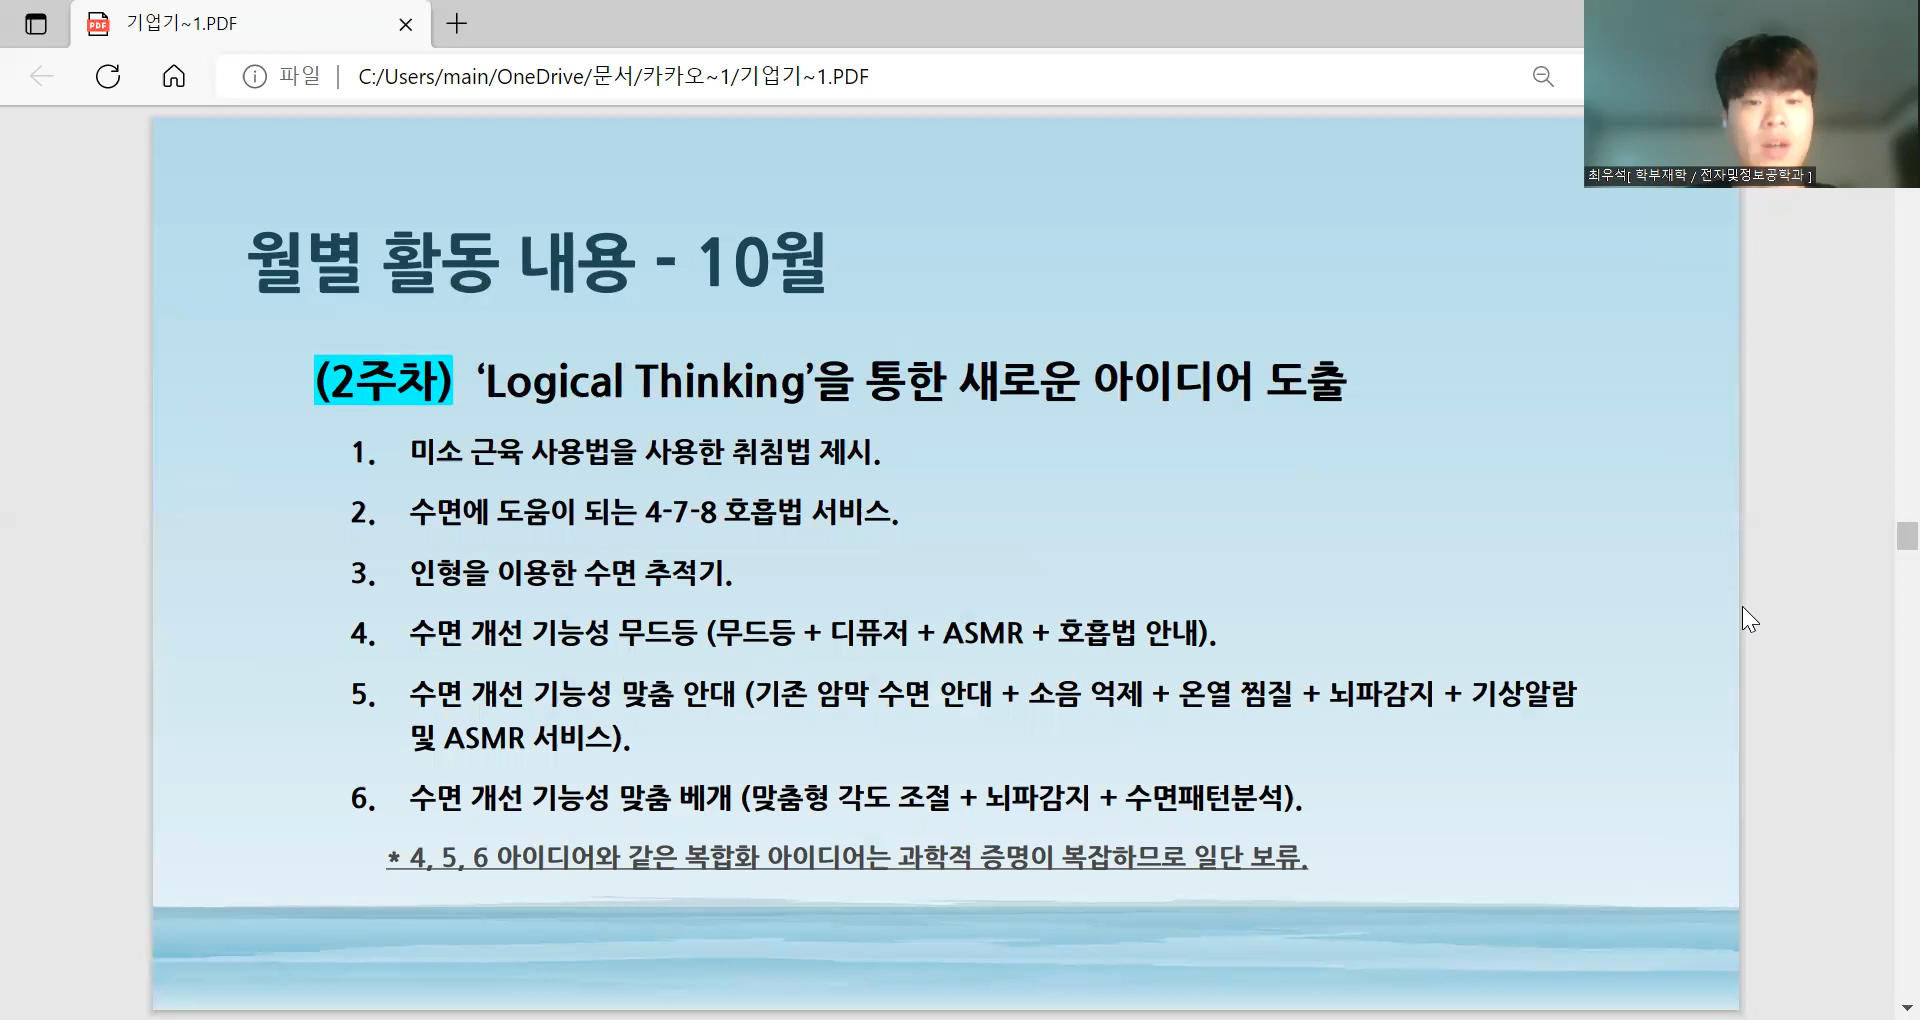 기업기~1.PDF
파일 | C:/Users/main/OneDrive/문서/카카오~1/기업기~1.PDF
최우석[ 학부재학 / 전자및정보공학과 ]
월별 활동 내용 - 10월
(2주차) ‘Logical Thinking’을 통한 새로운 아이디어 도출
1. 미소 근육 사용법을 사용한 취침법 제시.
2. 수면에 도움이 되는 4-7-8 호흡법 서비스.
3. 인형을 이용한 수면 추적기.
4. 수면 개선 기능성 무드등 (무드등 + 디퓨저 + ASMR + 호흡법 안내).
5. 수면 개선 기능성 맞춤 안대 (기존 암막 수면 안대 + 소음 억제 + 온열 찜질 + 뇌파감지 + 기상알람
및 ASMR 서비스).
6. 수면 개선 기능성 맞춤 베개 (맞춤형 각도 조절 + 뇌파감지 + 수면패턴분석).
* 4, 5, 6 아이디어와 같은 복합화 아이디어는 과학적 증명이 복잡하므로 일단 보류.